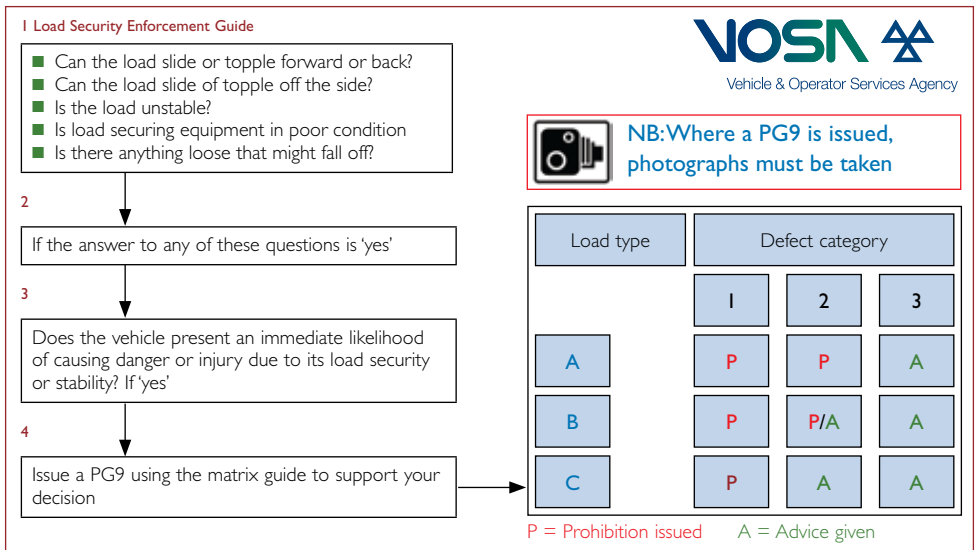 1 Load Security Enforcement Guide
Can the load slide or topple forward or back?
Can the load slide of topple off the side?
Is the load unstable?
Is load securing equipment in poor condition
Is there anything loose that might fall off?
2
If the answer to any of these questions is ‘yes’
3
Does the vehicle present an immediate likelihood
of causing danger or injury due to its load security
or stability? If ‘yes’
4
Issue a PG9 using the matrix guide to support your
decision
VOSA
Vehicle & Operator Services Agency
NB: Where a PG9 is issued,
photographs must be taken
Load type Defect category
1 2 3
A P P A
B P P/A A
C P A A
P = Prohibition issued A = Advice given